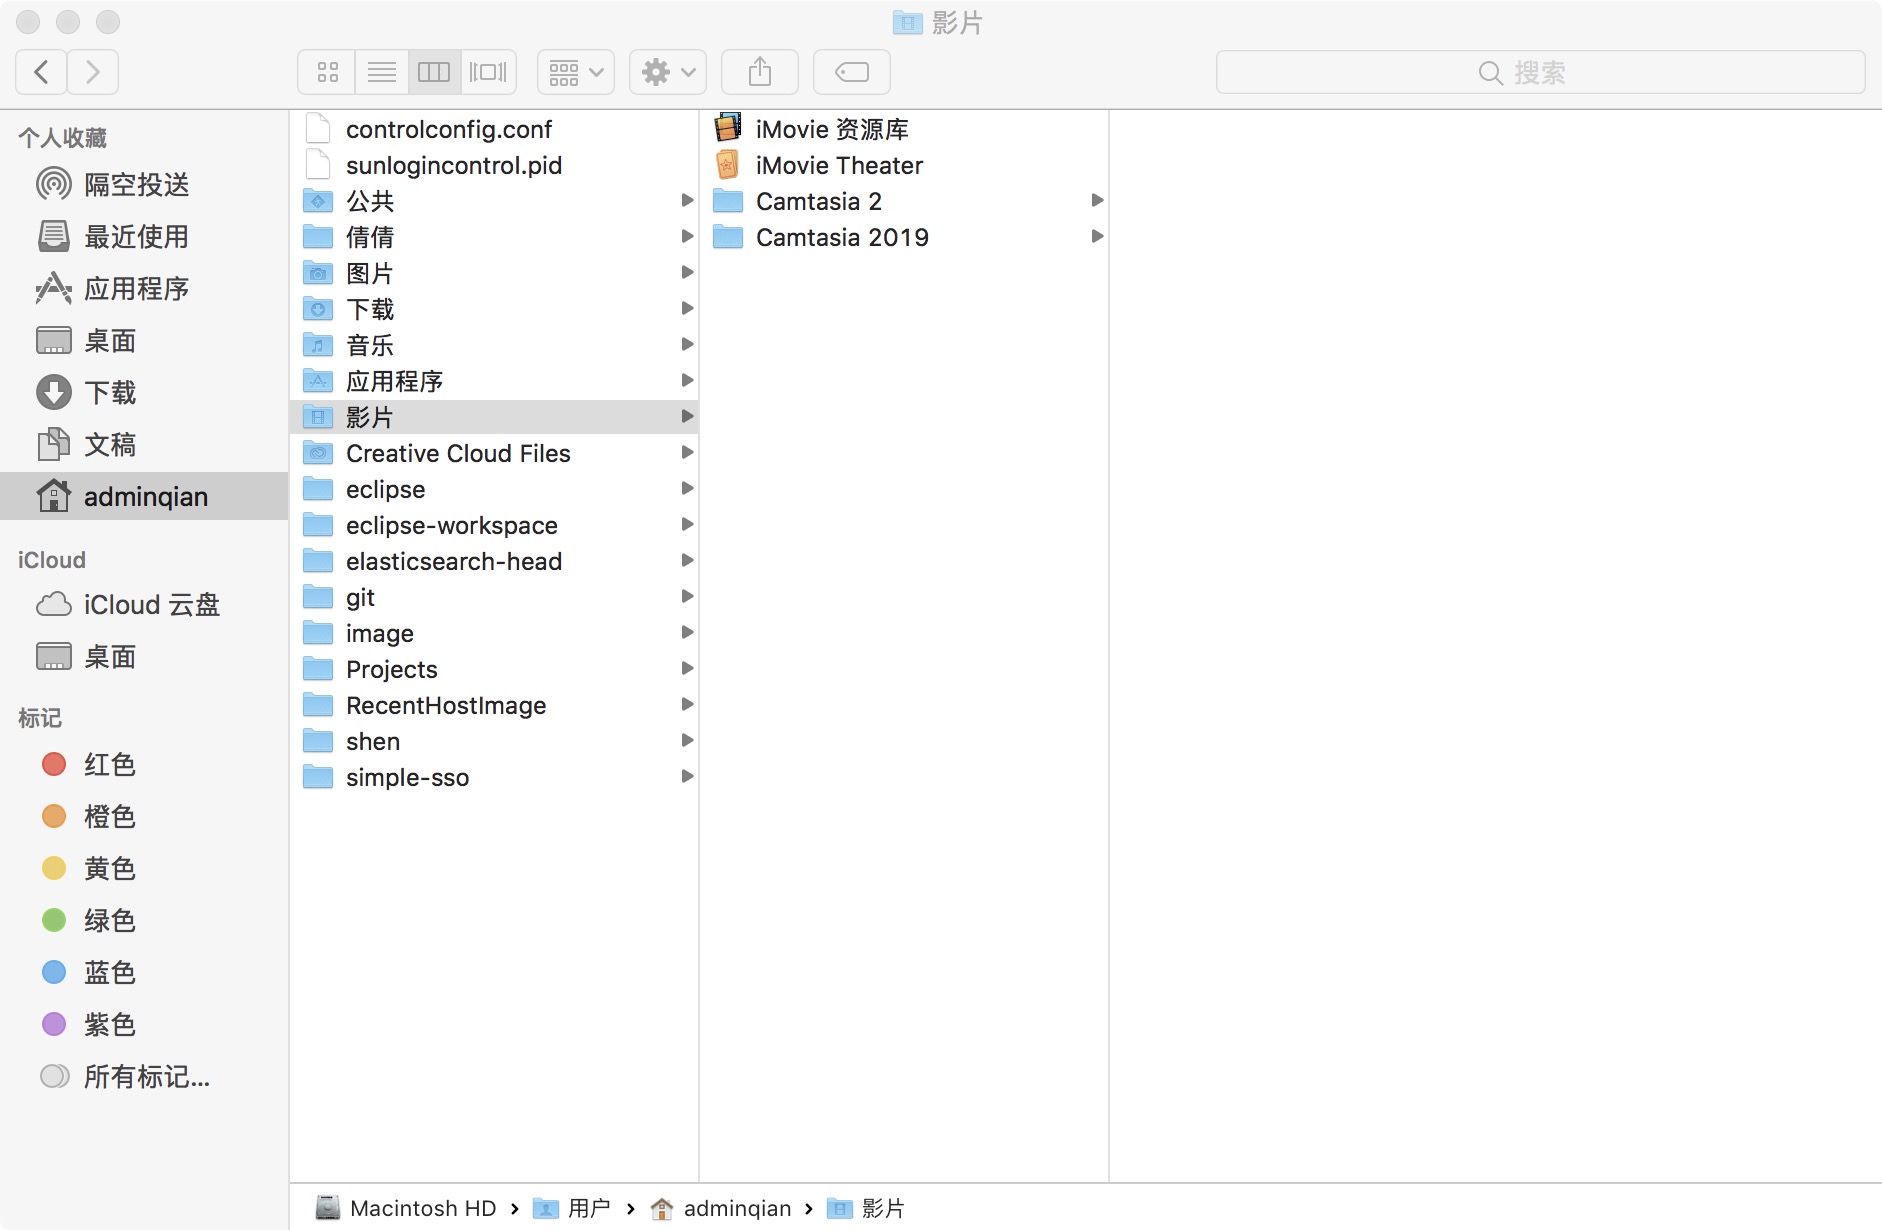 影片
搜索
个人收藏
隔空投送
最近使用
应用程序
桌面
下载
文稿
adminqian
iCloud
iCloud 云盘
桌面
标记
红色
橙色
黄色
绿色
蓝色
紫色
所有标记...
controlconfig.conf
sunlogincontrol.pid
公共
倩倩
图片
下载
音乐
应用程序
影片
Creative Cloud Files
eclipse
eclipse-workspace
elasticsearch-head
git
image
Projects
RecentHostImage
shen
simple-sso
iMovie 资源库
iMovie Theater
Camtasia 2
Camtasia 2019
Macintosh HD › 用户 › adminqian › 影片